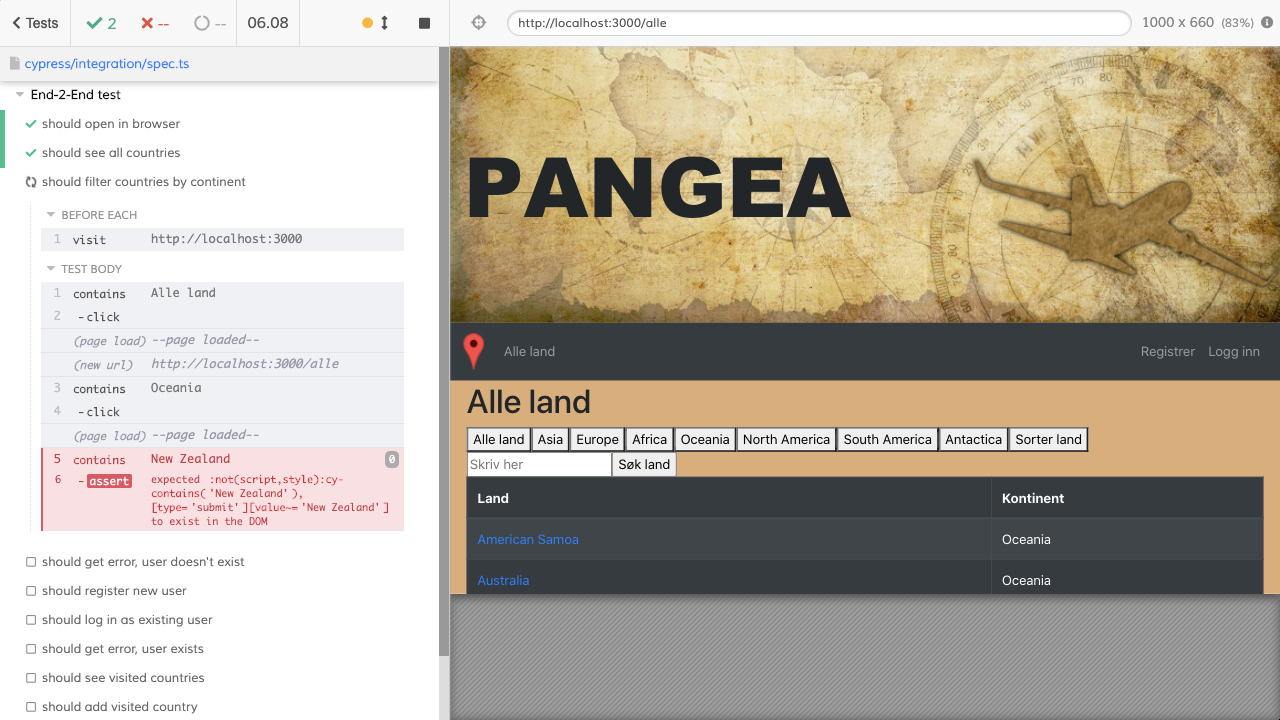 Tests
2
--
--
06.08
http://localhost:3000/alle
1000 x 660 (83%)
cypress/integration/spec.ts
End-2-End test
should open in browser
should see all countries
should filter countries by continent
BEFORE EACH
1 visit http://localhost:3000
TEST BODY
1 contains Alle land
2 -click
(page load) --page loaded--
(new url) http://localhost:3000/alle
3 contains Oceania
4 -click
(page load) --page loaded--
5 contains New Zealand 0
6 -assert expected :not(script,style):cy-
contains('New Zealand'),
[type='submit'][value~='New Zealand']
to exist in the DOM
should get error, user doesn't exist
should register new user
should log in as existing user
should get error, user exists
should see visited countries
should add visited country
PANGEA
Alle land Registrer Logg inn
Alle land
Alle land Asia Europe Africa Oceania North America South America Antactica Sorter land
Skriv her Søk land
Land Kontinent
American Samoa Oceania
Australia Oceania